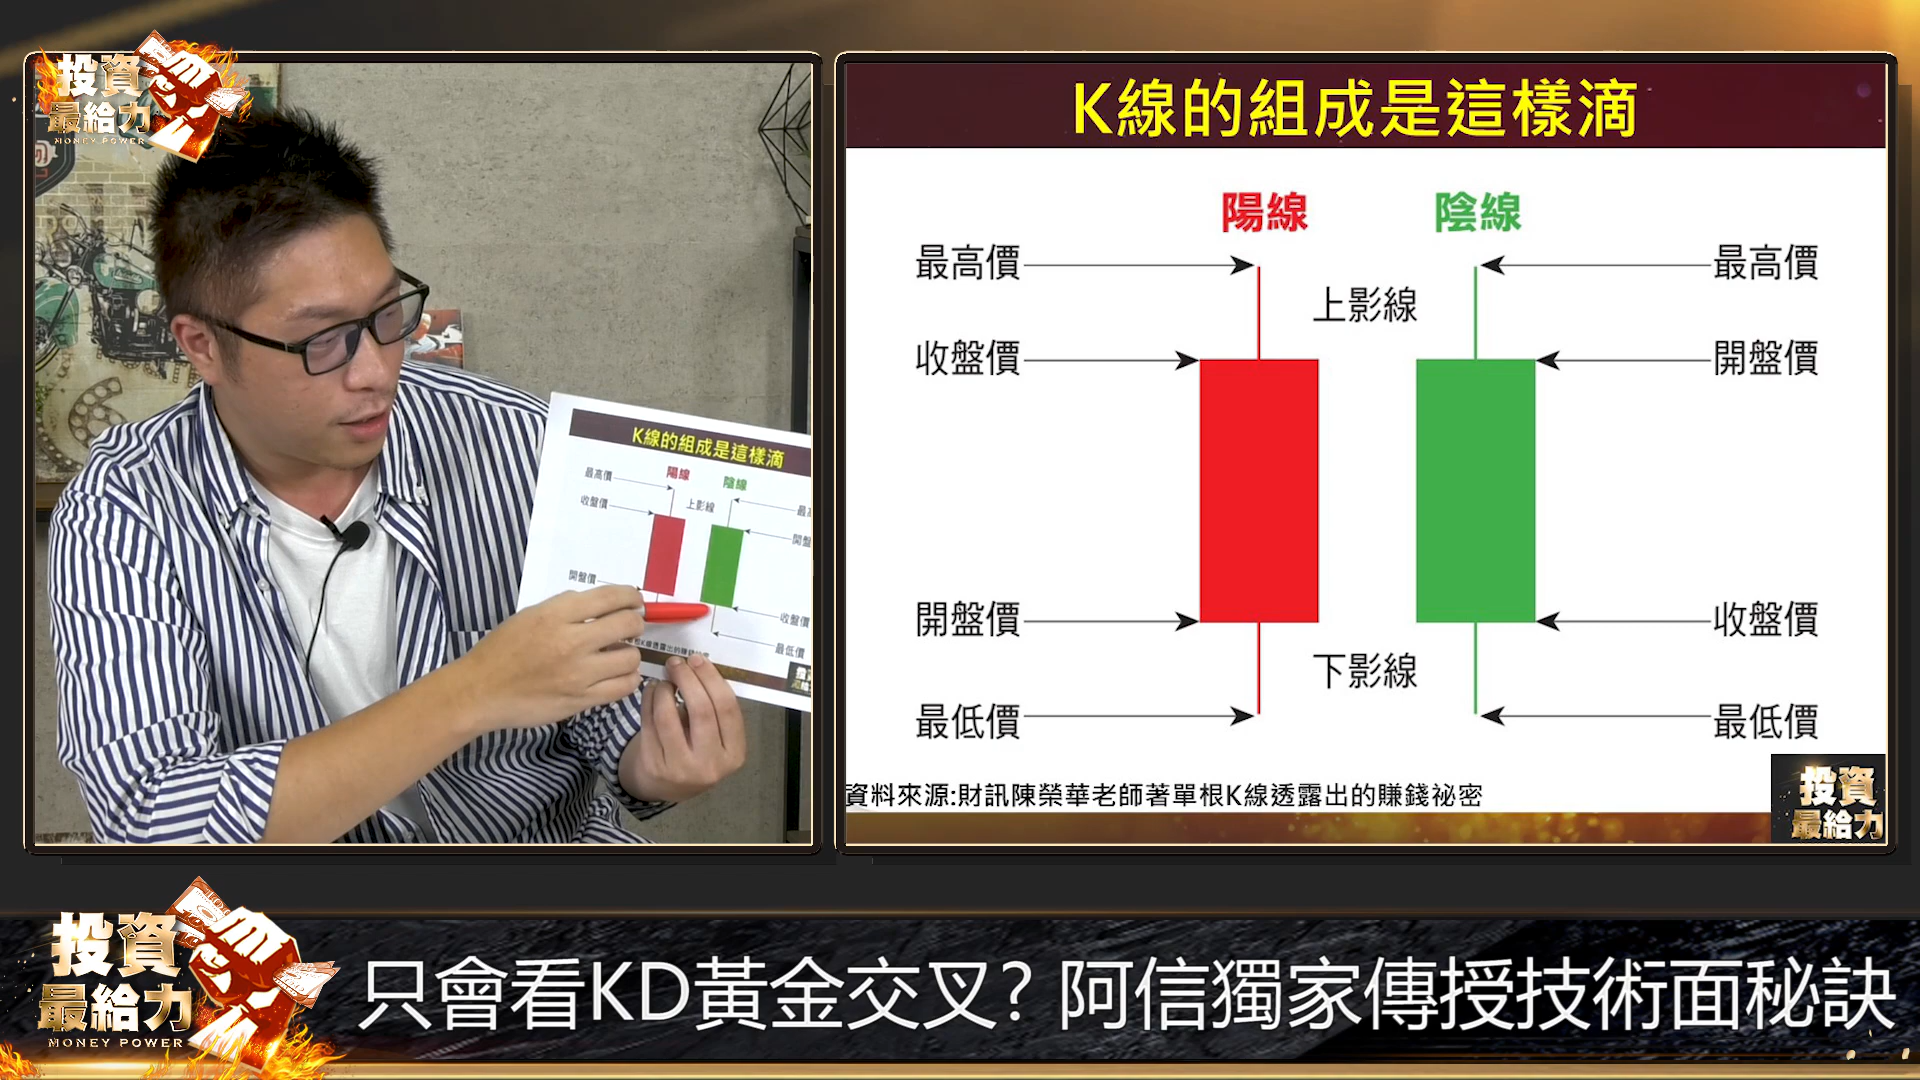 投資
最給力
MONEY POWER
K線的組成是這樣滴
陽線
陰線
最高價
收盤價
上影線
開盤價
收盤價
最低價
K線的組成是這樣滴
陽線
陰線
最高價
最高價
上影線
收盤價
開盤價
開盤價
收盤價
下影線
最低價
最低價
資料來源:財訊陳榮華老師著單根K線透露出的賺錢祕密
投資
最給力
投資
最給力
MONEY POWER
只會看KD黃金交叉? 阿信獨家傳授技術面秘訣